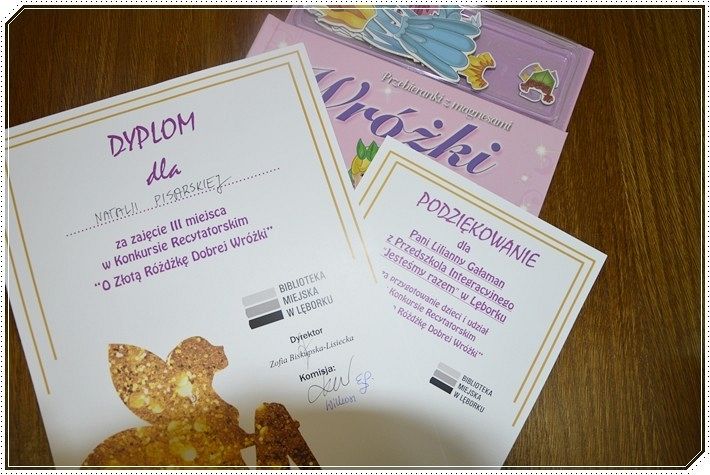 DYPLOM
dla
NATALII PISARSKIEJ
za zajęcie III miejsca
w Konkursie Recytatorskim
"O Złotą Różdżkę Dobrej Wróżki"
BIBLIOTEKA
MIEJSKA
W LĘBORKU
Dyrektor
Zofia Biskupska-Lisiecka
Komisja:
Przebieranki z magnesami
Wróżki
PODZIĘKOWANIE
dla
Pani Lilianny Gałaman
z Przedszkola Integracyjnego
"Jesteśmy razem" w Lęborku
za przygotowanie dzieci i udział
Konkursie Recytatorskim
Różdżkę Dobrej Wróżki"
BIBLIOTEKA
MIEJSKA
W LĘBORKU